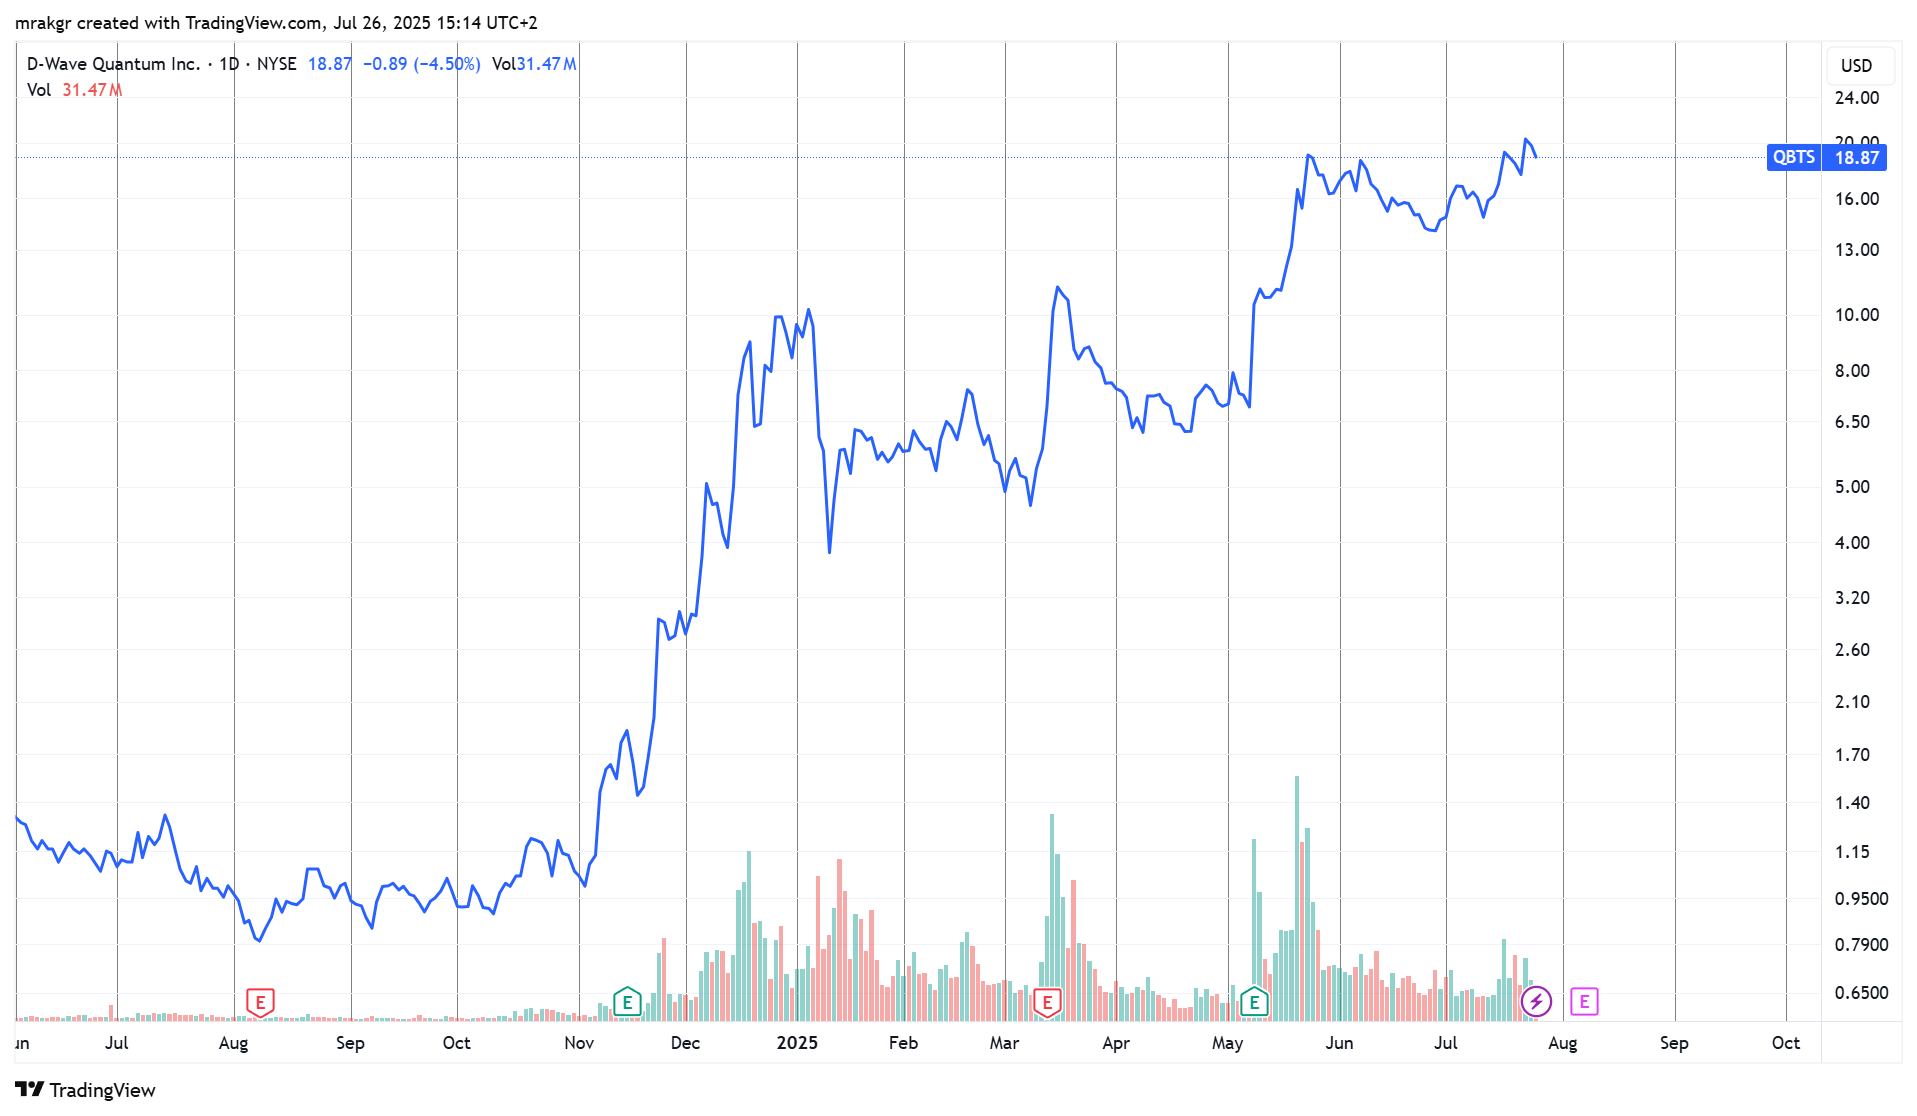 mrakgr created with TradingView.com, Jul 26, 2025 15:14 UTC+2
D-Wave Quantum Inc. · 1D · NYSE 18.87 −0.89 (−4.50%) Vol31.47M
Vol 31.47M
USD
24.00
20.00
QBTS 18.87
16.00
13.00
10.00
8.00
6.50
5.00
4.00
3.20
2.60
2.10
1.70
1.40
1.15
0.9500
0.7900
0.6500
E E E E E
un Jul Aug Sep Oct Nov Dec 2025 Feb Mar Apr May Jun Jul Aug Sep Oct
TradingView